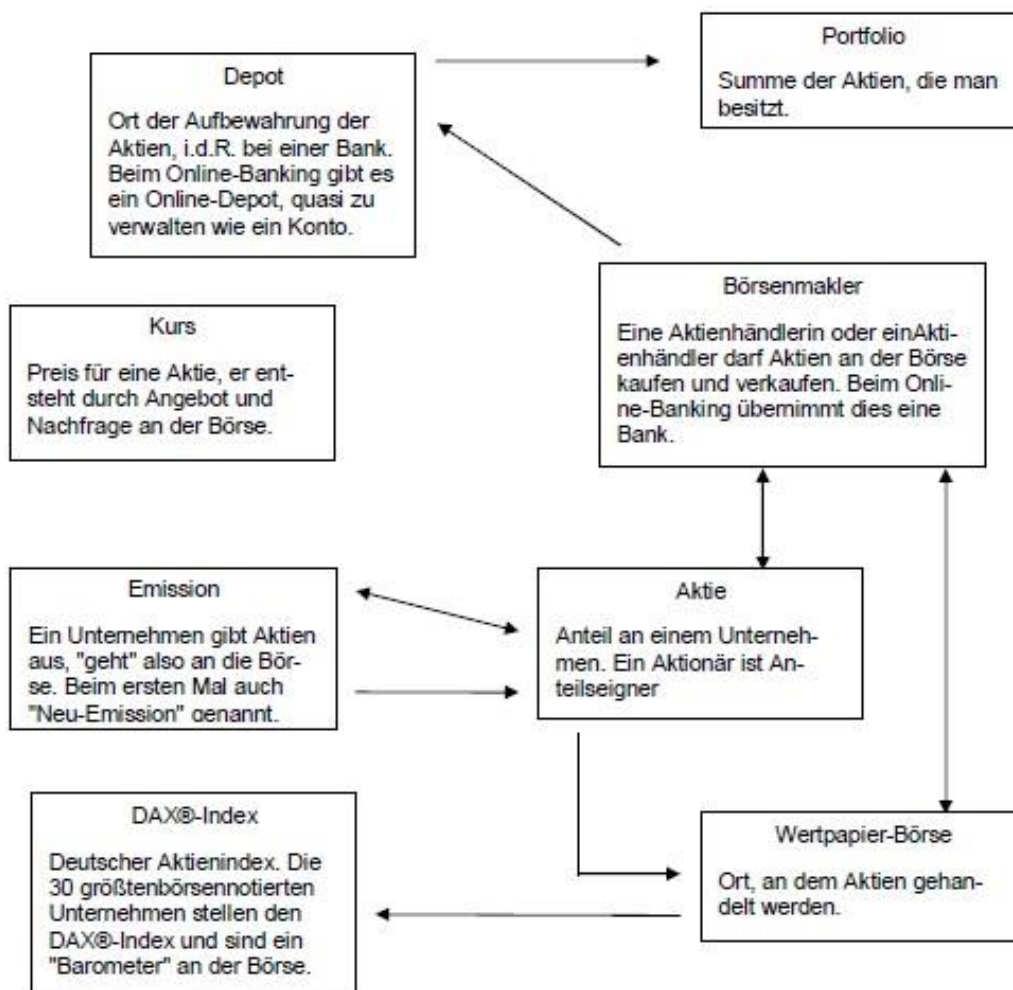 Depot
Ort der Aufbewahrung der
Aktien, i.d.R. bei einer Bank.
Beim Online-Banking gibt es
ein Online-Depot, quasi zu
verwalten wie ein Konto.
Portfolio
Summe der Aktien, die man
besitzt.
Kurs
Preis für eine Aktie, er ent-
steht durch Angebot und
Nachfrage an der Börse.
Börsenmakler
Eine Aktienhändlerin oder einAkti-
enhändler darf Aktien an der Börse
kaufen und verkaufen. Beim Onli-
ne-Banking übernimmt dies eine
Bank.
Emission
Ein Unternehmen gibt Aktien
aus, "geht" also an die Bör-
se. Beim ersten Mal auch
"Neu-Emission" genannt.
Aktie
Anteil an einem Unterneh-
men. Ein Aktionär ist An-
teilseigner
DAX®-Index
Deutscher Aktienindex. Die
30 größtenbörsennotierten
Unternehmen stellen den
DAX®-Index und sind ein
"Barometer" an der Börse.
Wertpapier-Börse
Ort, an dem Aktien gehan-
delt werden.